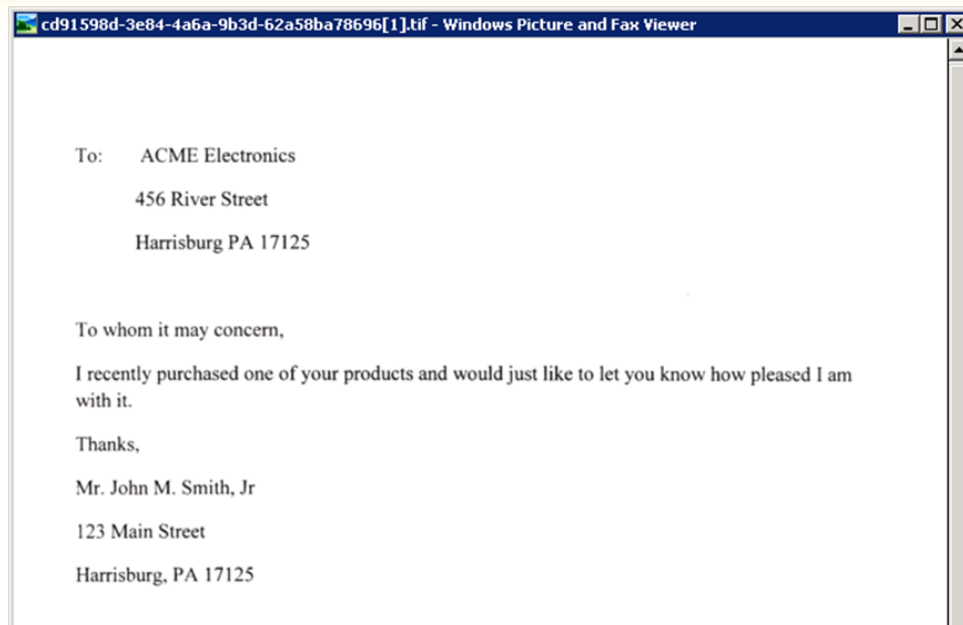 cd91598d-3e84-4a6a-9b3d-62a58ba78696[1].tif - Windows Picture and Fax Viewer
To: ACME Electronics
456 River Street
Harrisburg PA 17125
To whom it may concern,
I recently purchased one of your products and would just like to let you know how pleased I am
with it.
Thanks,
Mr. John M. Smith, Jr
123 Main Street
Harrisburg, PA 17125